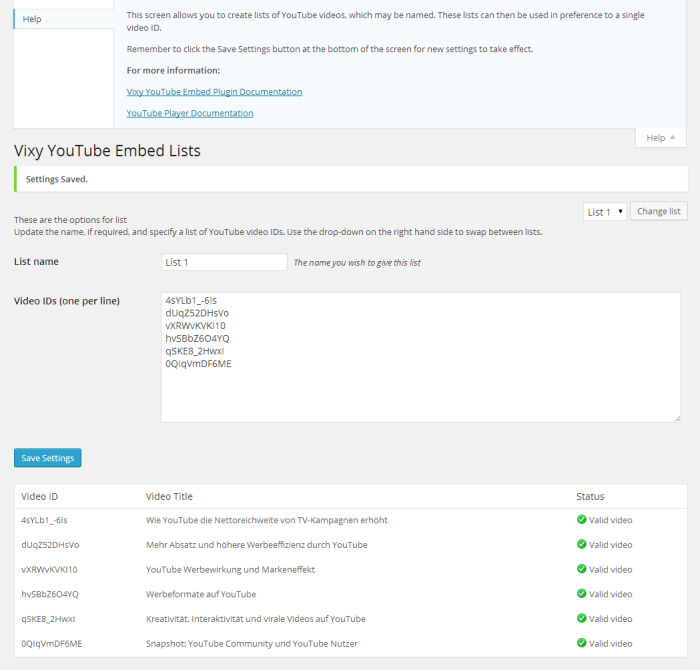 Help
This screen allows you to create lists of YouTube videos, which may be named. These lists can then be used in preference to a single
video ID.
Remember to click the Save Settings button at the bottom of the screen for new settings to take effect.
For more information:
Vixy YouTube Embed Plugin Documentation
YouTube Player Documentation
Help
Vixy YouTube Embed Lists
Settings Saved.
List 1 Change list
These are the options for list
Update the name, if required, and specify a list of YouTube video IDs. Use the drop-down on the right hand side to swap between lists.
List name List 1 The name you wish to give this list
Video IDs (one per line) 4sYLb1_-6Is
dUqZ52DHsVo
vXRWvKVKI10
hvSBbZ6O4YQ
qSKE8_2HwxI
0QIqVmDF6ME
Save Settings
Video ID Video Title Status
4sYLb1_-6Is Wie YouTube die Nettoreichweite von TV-Kampagnen erhöht Valid video
dUqZ52DHsVo Mehr Absatz und höhere Werbeeffizienz durch YouTube Valid video
vXRWvKVKI10 YouTube Werbewirkung und Markeneffekt Valid video
hvSBbZ6O4YQ Werbeformate auf YouTube Valid video
qSKE8_2HwxI Kreativität, Interaktivität und virale Videos auf YouTube Valid video
0QIqVmDF6ME Snapshot: YouTube Community und YouTube Nutzer Valid video